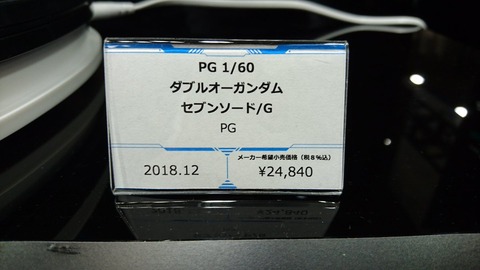 PG 1/60
ダブルオーガンダム
セブンソード/G
PG
メーカー希望小売価格(税8%込)
2018.12 ¥24,840